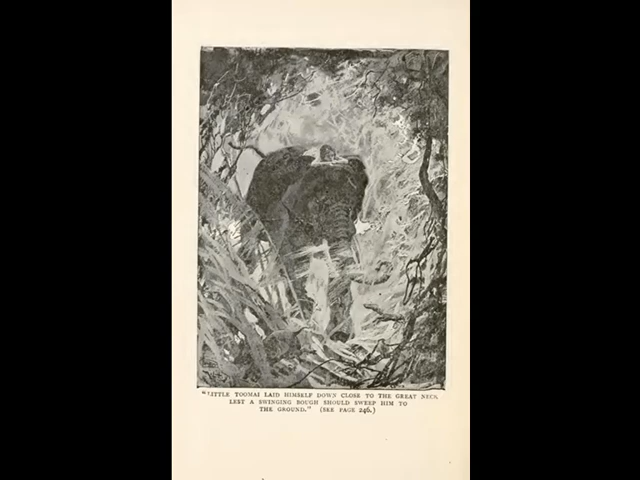 "LITTLE TOOMAI LAID HIMSELF DOWN CLOSE TO THE GREAT NECK
LEST A SWINGING BOUGH SHOULD SWEEP HIM TO
THE GROUND." (SEE PAGE 246.)